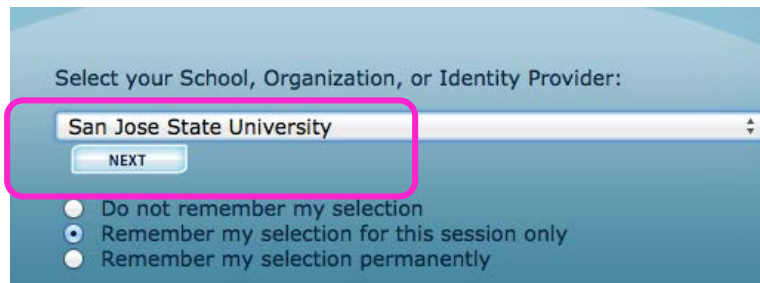 Select your School, Organization, or Identity Provider:
San Jose State University
NEXT
Do not remember my selection
Remember my selection for this session only
Remember my selection permanently